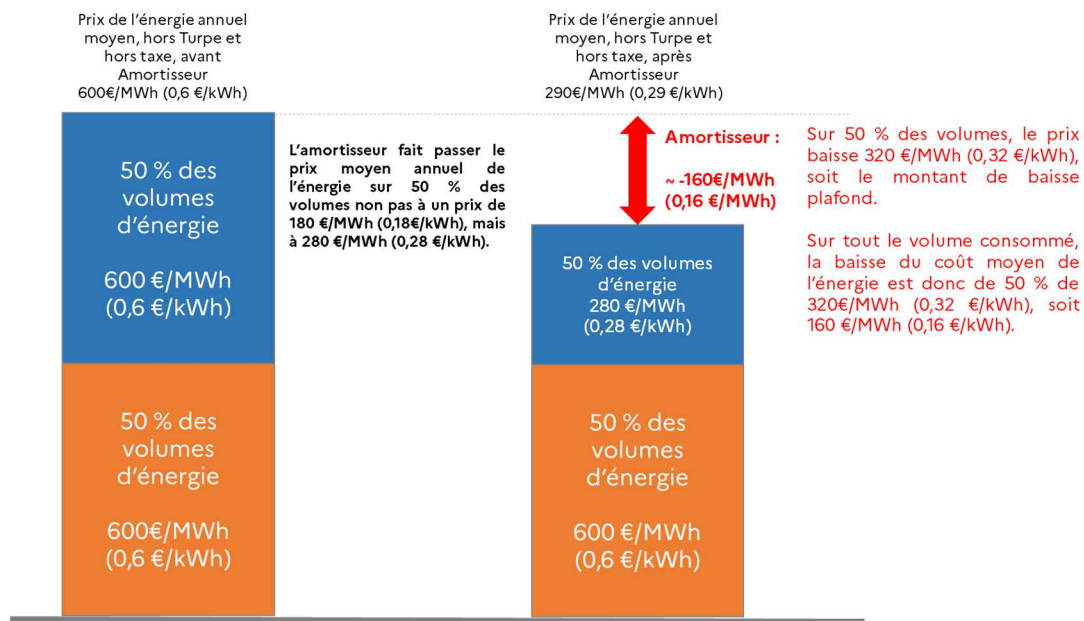 Prix de l’énergie annuel
moyen, hors Turpe et
hors taxe, avant
Amortisseur
600€/MWh (0,6 €/kWh)
50 % des
volumes
d’énergie
600 €/MWh
(0,6 €/kWh)
50 % des
volumes
d’énergie
600€/MWh
(0,6 €/kWh)
L’amortisseur fait passer le
prix moyen annuel de
l’énergie sur 50 % des
volumes non pas à un prix de
180 €/MWh (0,18€/kWh), mais
à 280 €/MWh (0,28 €/kWh).
Prix de l’énergie annuel
moyen, hors Turpe et
hors taxe, après
Amortisseur
290€/MWh (0,29 €/kWh)
50 % des volumes
d’énergie
280 €/MWh
(0,28 €/kWh)
50 % des
volumes
d’énergie
600 €/MWh
(0,6 €/kWh)
Amortisseur :
~ -160€/MWh
(0,16 €/kWh)
Sur 50 % des volumes, le prix
baisse 320 €/MWh (0,32 €/kWh),
soit le montant de baisse
plafond.
Sur tout le volume consommé,
la baisse du coût moyen de
l’énergie est donc de 50 % de
320€/MWh (0,32 €/kWh), soit
160 €/MWh (0,16 €/kWh).